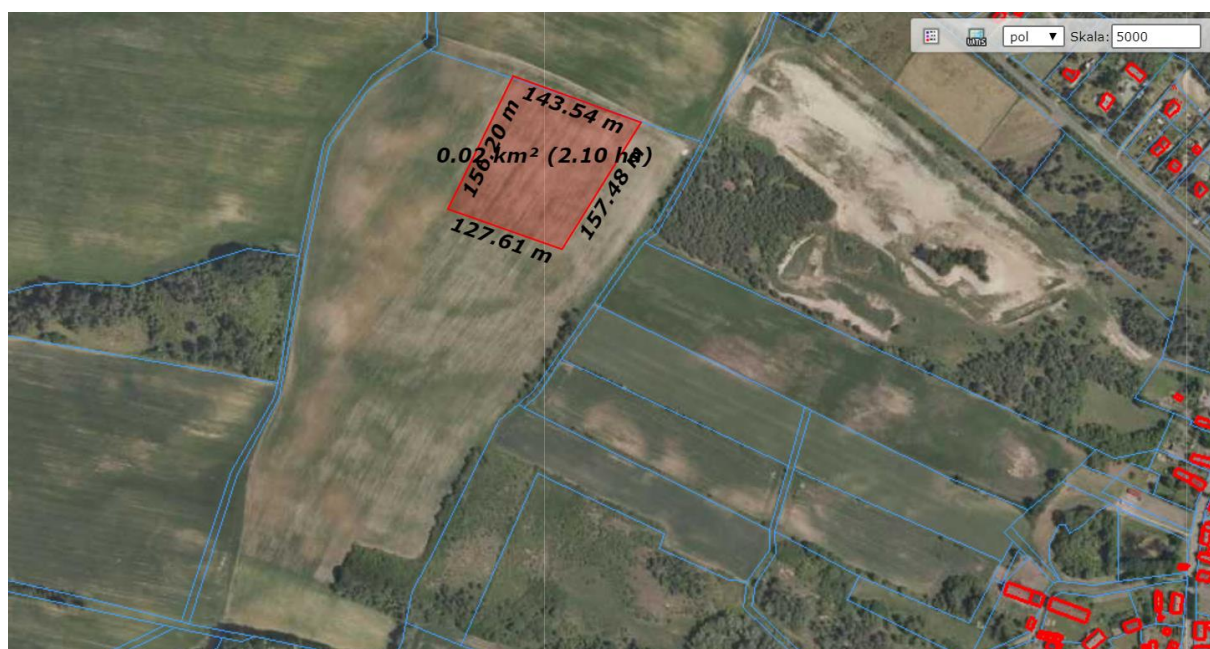 pol Skala: 5000
143.54 m
156.20 m
0.02 km² (2.10 ha)
157.48 m
127.61 m